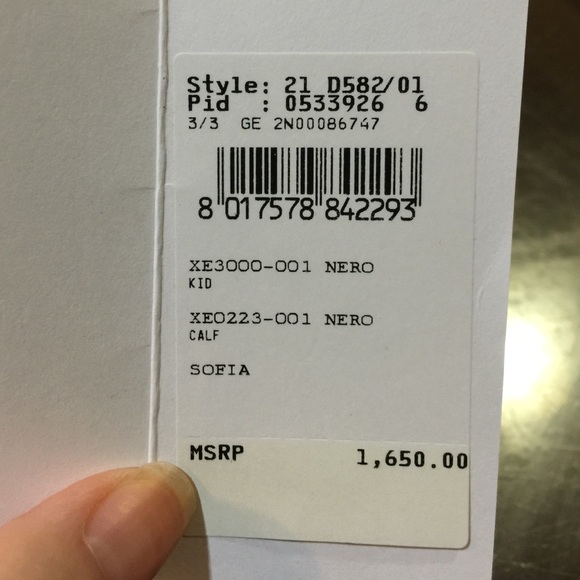 Style: 21 D582/01
Pid : 0533926 6
3/3 GE 2N00086747
8 017578 842293
XE3000-001 NERO
KID
XE0223-001 NERO
CALF
SOFIA
MSRP 1,650.00